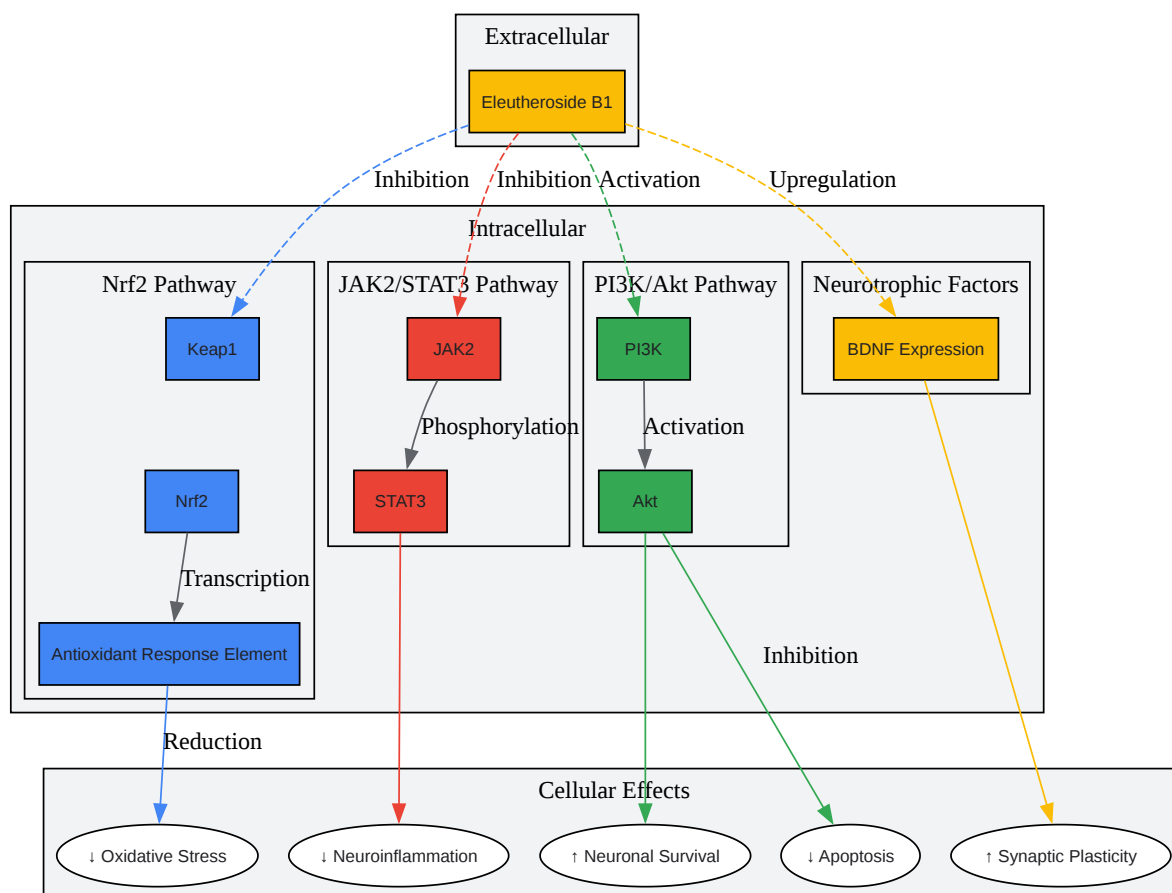 Extracellular
Eleutheroside B1
Inhibition
Inhibition
Activation
Upregulation
Intracellular
Nrf2 Pathway
JAK2/STAT3 Pathway
PI3K/Akt Pathway
Neurotrophic Factors
Keap1
JAK2
PI3K
BDNF Expression
Phosphorylation
Activation
Nrf2
STAT3
Akt
Transcription
Antioxidant Response Element
Inhibition
Reduction
Cellular Effects
↓ Oxidative Stress
↓ Neuroinflammation
↑ Neuronal Survival
↓ Apoptosis
↑ Synaptic Plasticity